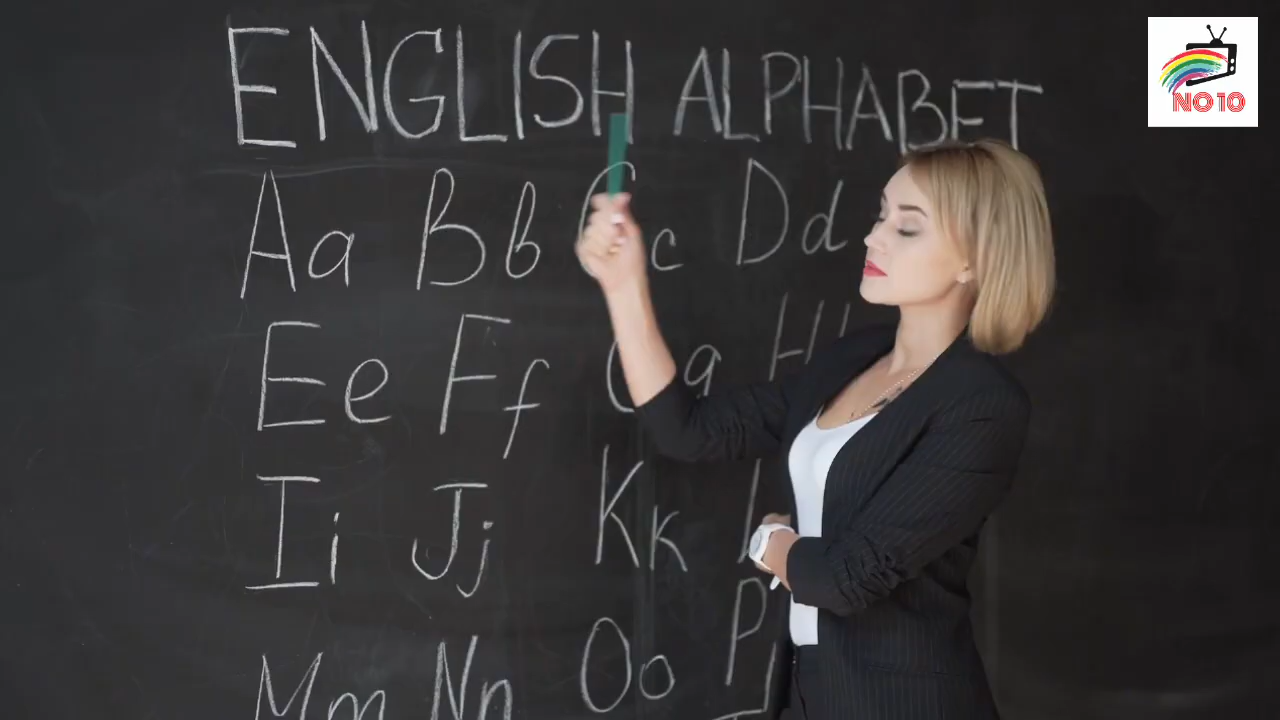 ENGLISH ALPHABET
NO 10
Aa Bb Cc Dd
Ee Ff Gg H
Ii Jj Kk
Mm Nn Oo P